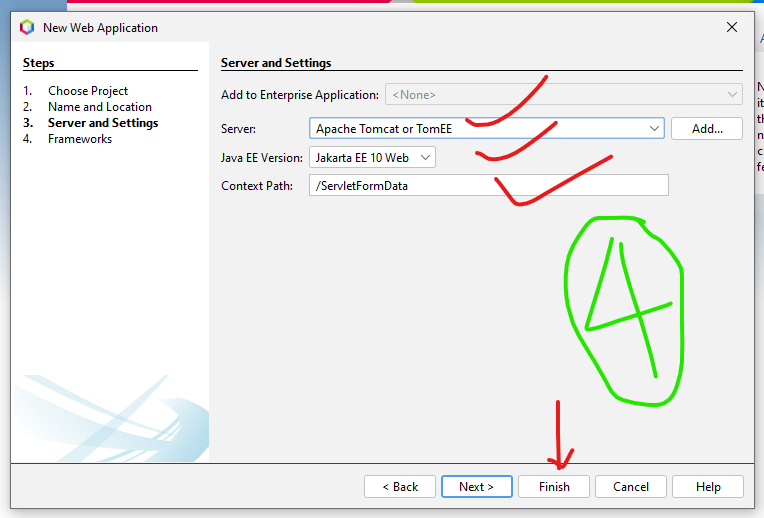 New Web Application
Steps
1. Choose Project
2. Name and Location
3. Server and Settings
4. Frameworks
Server and Settings
Add to Enterprise Application: <None>
Server: Apache Tomcat or TomEE Add...
Java EE Version: Jakarta EE 10 Web
Context Path: /ServletFormData
4
< Back Next > Finish Cancel Help